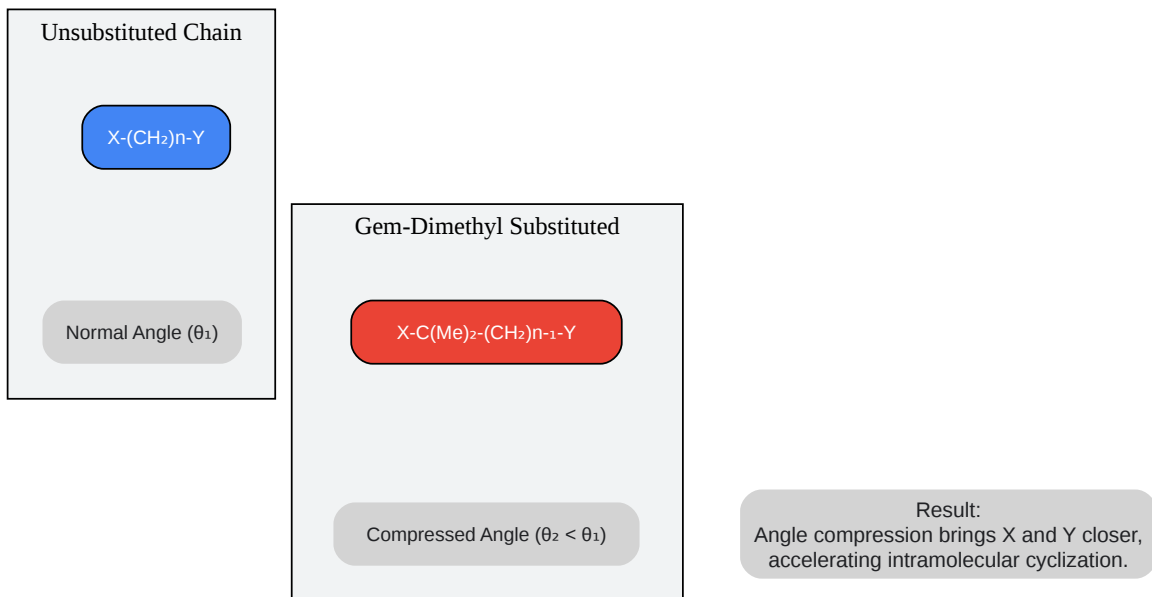 Unsubstituted Chain
X-(CH₂)n-Y
Normal Angle (θ₁)
Gem-Dimethyl Substituted
X-C(Me)₂-(CH₂)n-₁-Y
Compressed Angle (θ₂ < θ₁)
Result:
Angle compression brings X and Y closer,
accelerating intramolecular cyclization.